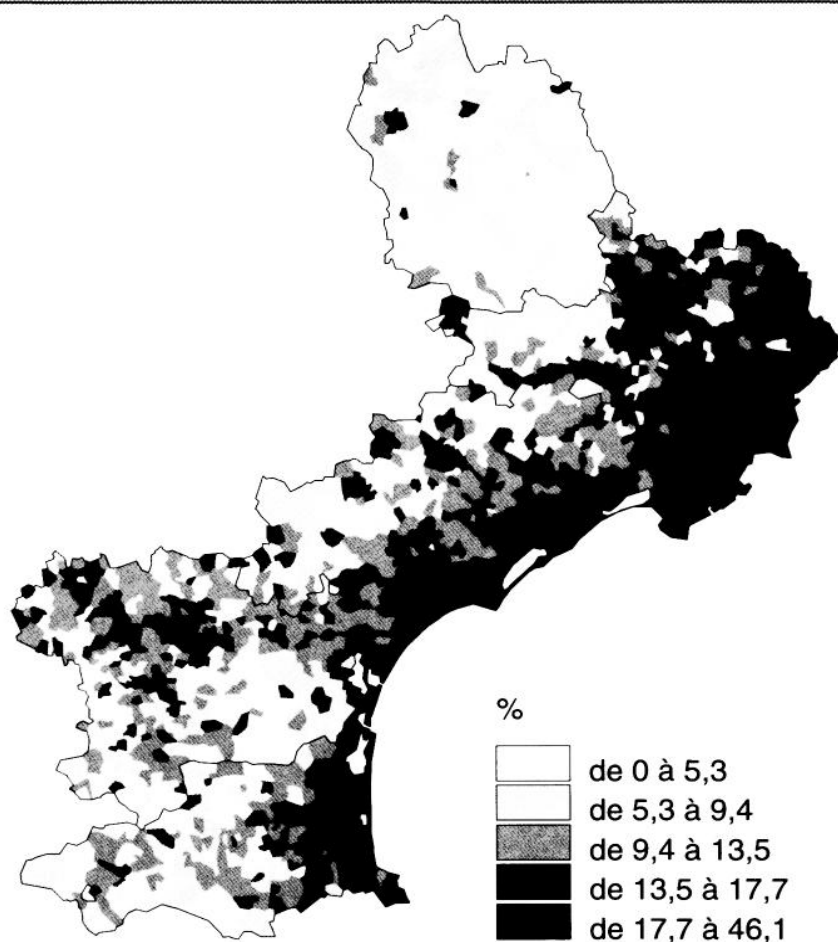 %
de 0 à 5,3
de 5,3 à 9,4
de 9,4 à 13,5
de 13,5 à 17,7
de 17,7 à 46,1